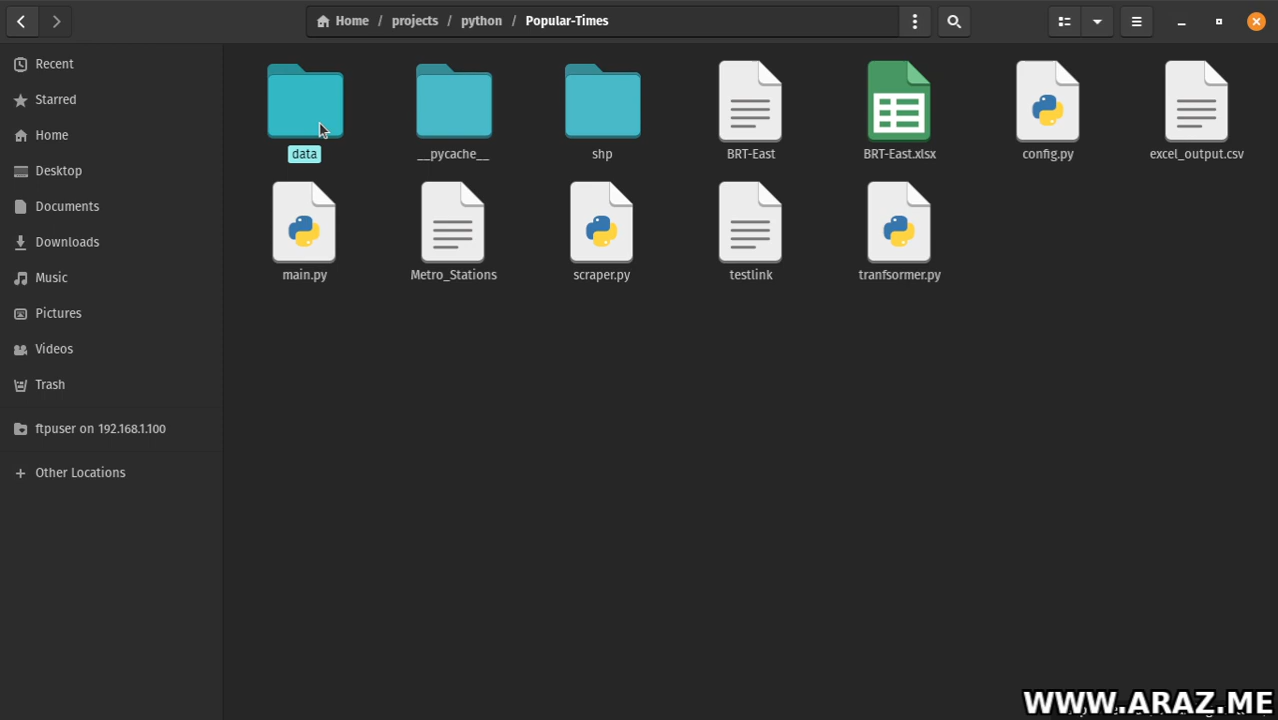 Home / projects / python / Popular-Times
Recent
Starred
Home
Desktop
Documents
Downloads
Music
Pictures
Videos
Trash
ftpuser on 192.168.1.100
Other Locations
data
__pycache__
shp
BRT-East
BRT-East.xlsx
config.py
excel_output.csv
main.py
Metro_Stations
scraper.py
testlink
tranfsormer.py
WWW.ARAZ.ME